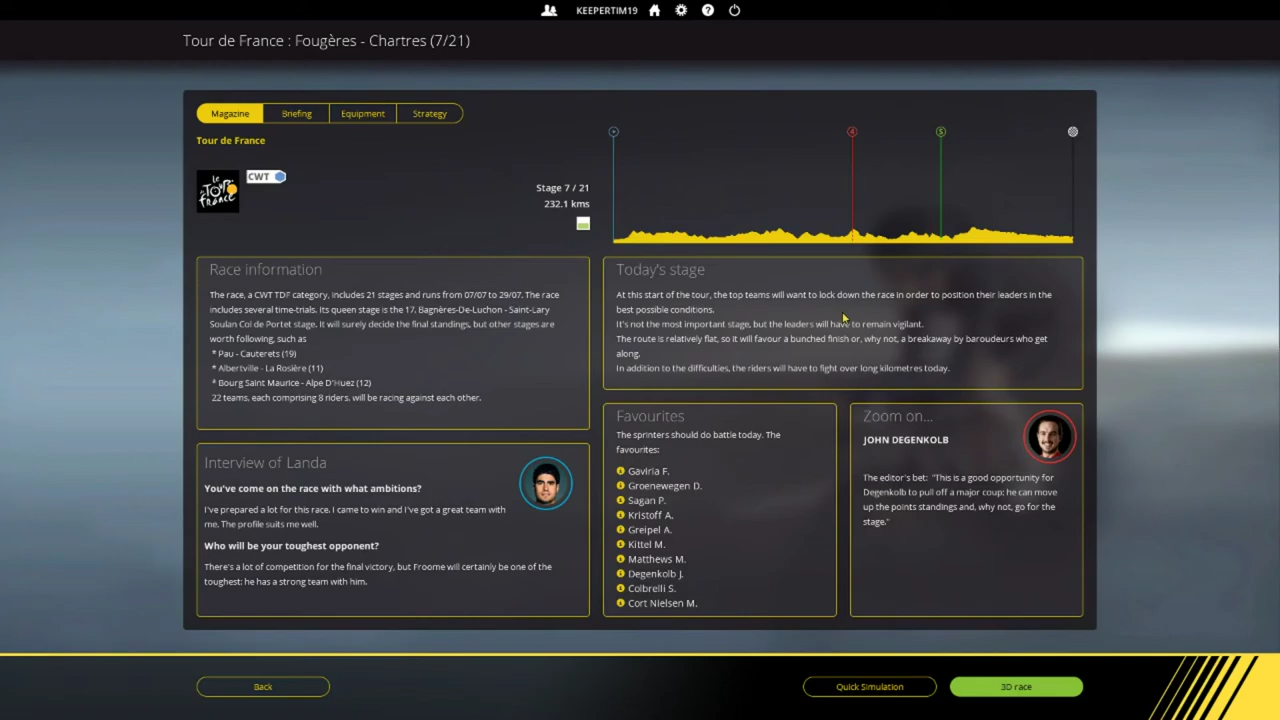 KEEPERTIM19
Tour de France : Fougères - Chartres (7/21)
Magazine
Briefing
Equipment
Strategy
Tour de France
le
TOUR
de
france
CWT
Stage 7 / 21
232.1 kms
4
S
Race information
The race, a CWT TDF category, includes 21 stages and runs from 07/07 to 29/07. The race
includes several time-trials. Its queen stage is the 17, Bagnères-De-Luchon - Saint-Lary
Soulan Col de Portet stage. It will surely decide the final standings, but other stages are
worth following, such as
* Pau - Cauterets (19)
* Albertville - La Rosière (11)
* Bourg Saint Maurice - Alpe D'Huez (12)
22 teams, each comprising 8 riders, will be racing against each other.
Today's stage
At this start of the tour, the top teams will want to lock down the race in order to position their leaders in the
best possible conditions.
It's not the most important stage, but the leaders will have to remain vigilant.
The route is relatively flat, so it will favour a bunched finish or, why not, a breakaway by baroudeurs who get
along.
In addition to the difficulties, the riders will have to fight over long kilometres today.
Interview of Landa
You've come on the race with what ambitions?
I've prepared a lot for this race. I came to win and I've got a great team with
me. The profile suits me well.
Who will be your toughest opponent?
There's a lot of competition for the final victory, but Froome will certainly be one of the
toughest: he has a strong team with him.
Favourites
The sprinters should do battle today. The
favourites:
Gaviria F.
Groenewegen D.
Sagan P.
Kristoff A.
Greipel A.
Kittel M.
Matthews M.
Degenkolb J.
Colbrelli S.
Cort Nielsen M.
Zoom on...
JOHN DEGENKOLB
The editor's bet: "This is a good opportunity for
Degenkolb to pull off a major coup; he can move
up the points standings and, why not, go for the
stage."
Back
Quick Simulation
3D race